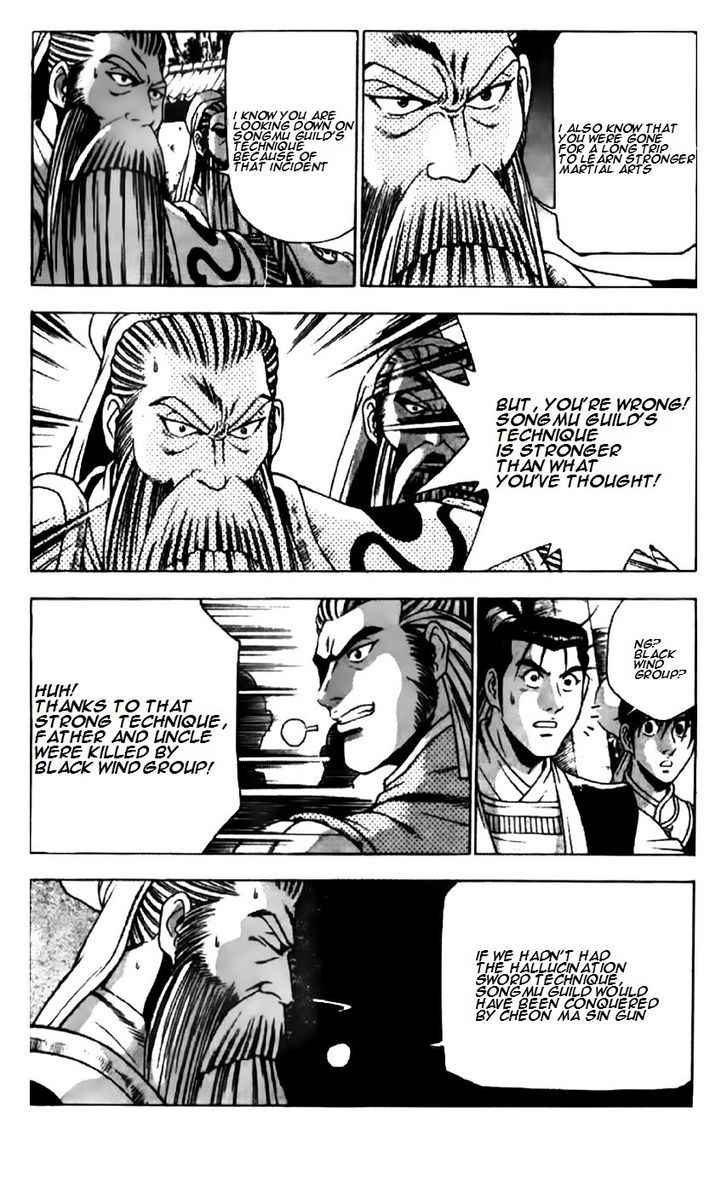 I KNOW YOU ARE
LOOKING DOWN ON
SONGMU GUILD'S
TECHNIQUE
BECAUSE OF
THAT INCIDENT
I ALSO KNOW THAT
YOU WERE GONE
FOR A LONG TRIP
TO LEARN STRONGER
MARTIAL ARTS
BUT, YOU'RE WRONG!
SONGMU GUILD'S
TECHNIQUE
IS STRONGER
THAN WHAT
YOU'VE THOUGHT!
HUH!
THANKS TO THAT
STRONG TECHNIQUE,
FATHER AND UNCLE
WERE KILLED BY
BLACK WIND GROUP!
NG?
BLACK
WIND
GROUP?
IF WE HADN'T HAD
THE HALLUCINATION
SWORD TECHNIQUE,
SONGMU GUILD WOULD
HAVE BEEN CONQUERED
BY CHEON MA SIN GUN